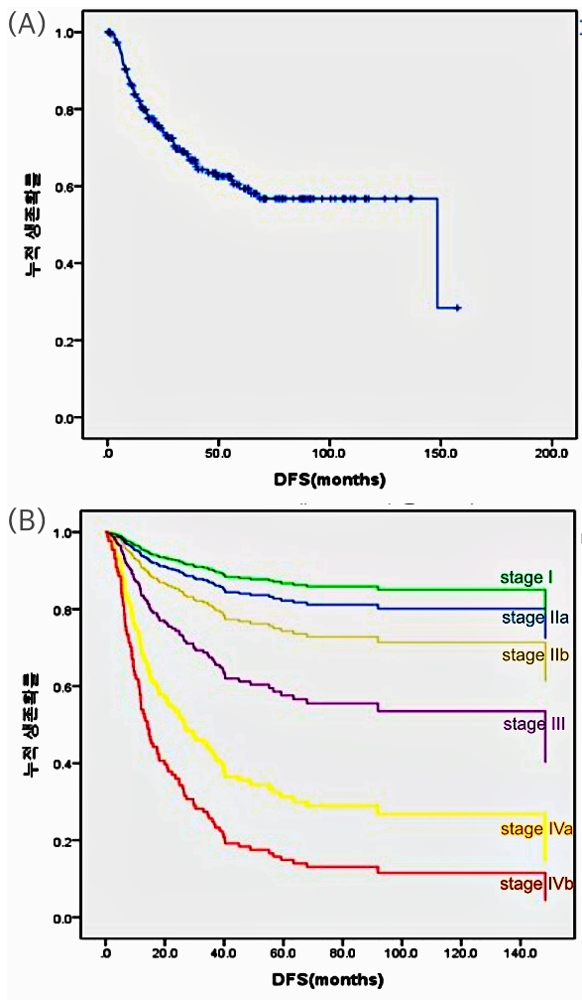 (A)
1.0
0.8
0.6
0.4
0.2
0.0
누적 생존확률
.0 50.0 100.0 150.0 200.0
DFS(months)
(B)
1.0
0.8
0.6
0.4
0.2
0.0
누적 생존확률
stage I
stage IIa
stage IIb
stage III
stage IVa
stage IVb
.0 20.0 40.0 60.0 80.0 100.0 120.0 140.0
DFS(months)